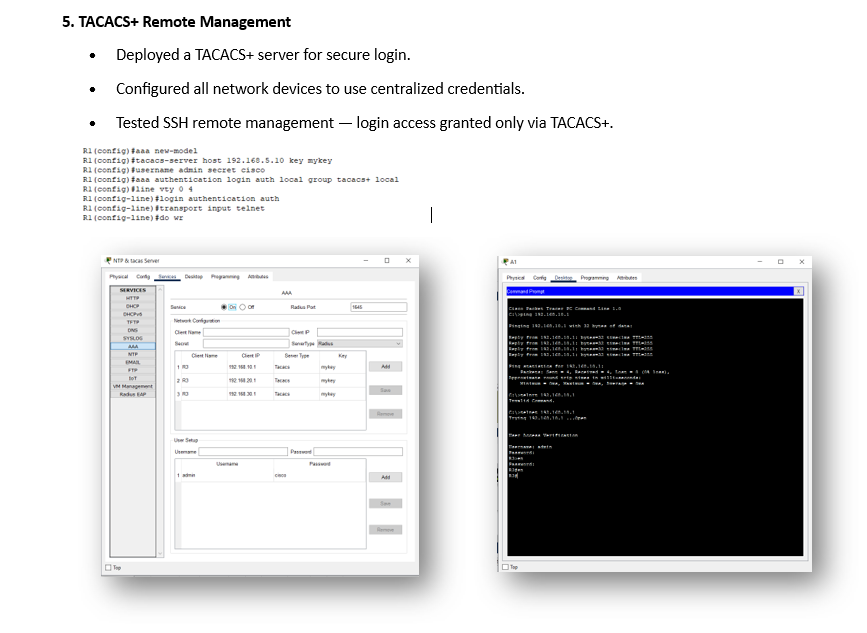 5. TACACS+ Remote Management
• Deployed a TACACS+ server for secure login.
• Configured all network devices to use centralized credentials.
• Tested SSH remote management — login access granted only via TACACS+.
R1(config)#aaa new-model
R1(config)#tacacs-server host 192.168.5.10 key mykey
R1(config)#username admin secret cisco
R1(config)#aaa authentication login auth local group tacacs+ local
R1(config)#line vty 0 4
R1(config-line)#login authentication auth
R1(config-line)#transport input telnet
R1(config-line)#do wr
NTP & tacas Server
Physical Config Services Desktop Programming Attributes
SERVICES
HTTP
DHCP
DHCPv6
TFTP
DNS
SYSLOG
AAA
NTP
EMAIL
FTP
IoT
VM Management
Radius EAP
AAA
Service On Off Radius Port 1645
Network Configuration
Client Name Client IP
Secret ServerType Radius
Client Name Client IP Server Type Key
1 R3 192.168.10.1 Tacacs mykey
2 R3 192.168.20.1 Tacacs mykey
3 R3 192.168.30.1 Tacacs mykey
Add
Save
Remove
User Setup
Username Password
Username Password
1 admin cisco
Add
Save
Remove
Top
A1
Physical Config Desktop Programming Attributes
Command Prompt X
Cisco Packet Tracer PC Command Line 1.0
C:\>ping 192.168.10.1
Pinging 192.168.10.1 with 32 bytes of data:
Reply from 192.168.10.1: bytes=32 time<1ms TTL=255
Reply from 192.168.10.1: bytes=32 time<1ms TTL=255
Reply from 192.168.10.1: bytes=32 time<1ms TTL=255
Reply from 192.168.10.1: bytes=32 time<1ms TTL=255
Ping statistics for 192.168.10.1:
Packets: Sent = 4, Received = 4, Lost = 0 (0% loss),
Approximate round trip times in milli-seconds:
Minimum = 0ms, Maximum = 0ms, Average = 0ms
Invalid Command.
C:\>telnet 192.168.10.1
Trying 192.168.10.1 ...Open
User Access Verification
Username: admin
Password:
Password:
Top